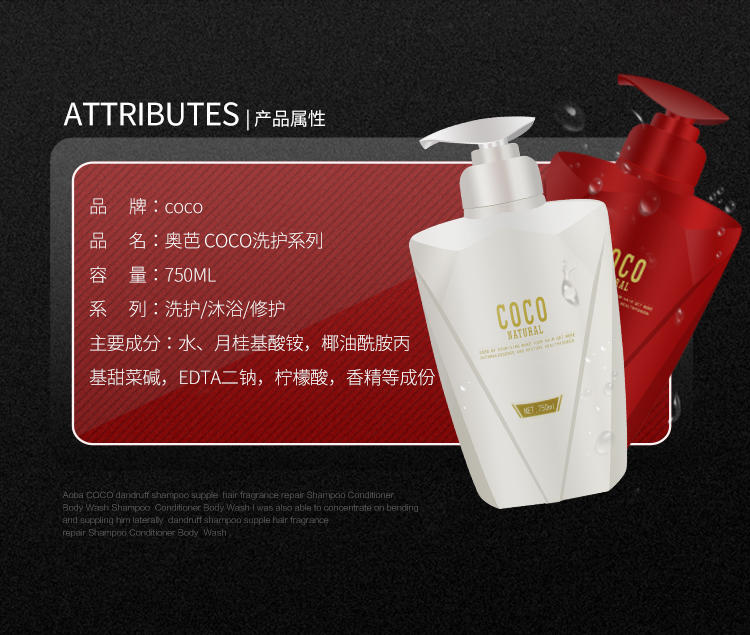 ATTRIBUTES | 产品属性
品 牌：coco
品 名：奥芭 COCO洗护系列
容 量：750ML
系 列：洗护/沐浴/修护
主要成分：水、月桂基酸铵，椰油酰胺丙
基甜菜碱，EDTA二钠，柠檬酸，香精等成份
COCO
NATURAL
NET. 750ml
COCO
NATURAL
Aoba COCO dandruff shampoo supple hair fragrance repair Shampoo Conditioner
Body Wash Shampoo Conditioner Body Wash I was also able to concentrate on bending
and suppling him laterally dandruff shampoo supple hair fragrance
repair Shampoo Conditioner Body Wash .